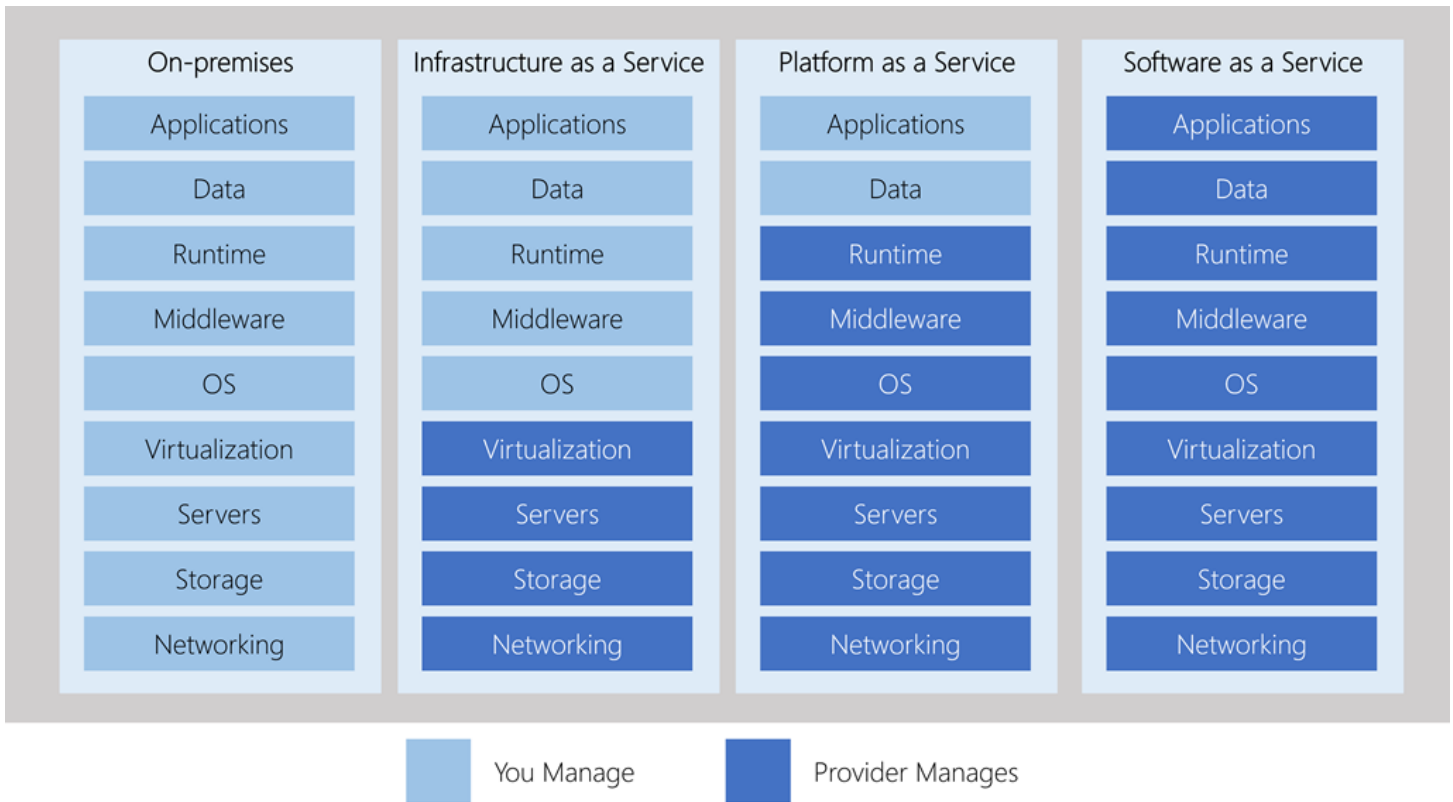 On-premises
Applications
Data
Runtime
Middleware
OS
Virtualization
Servers
Storage
Networking
Infrastructure as a Service
Applications
Data
Runtime
Middleware
OS
Virtualization
Servers
Storage
Networking
Platform as a Service
Applications
Data
Runtime
Middleware
OS
Virtualization
Servers
Storage
Networking
Software as a Service
Applications
Data
Runtime
Middleware
OS
Virtualization
Servers
Storage
Networking
You Manage
Provider Manages